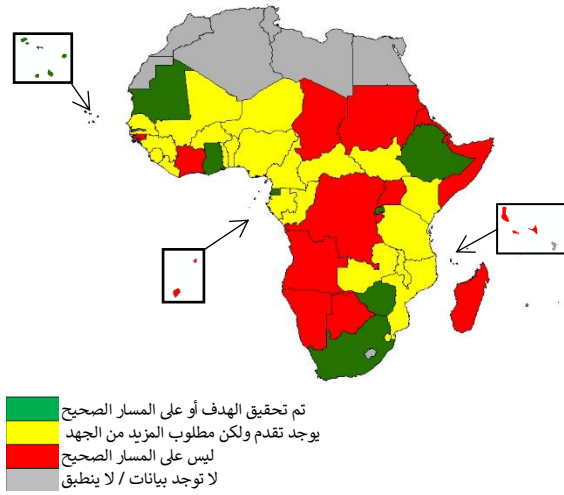 تم تحقيق الهدف أو على المسار الصحيح
يوجد تقدم ولكن مطلوب المزيد من الجهد
ليس على المسار الصحيح
لا توجد بيانات / لا ينطبق